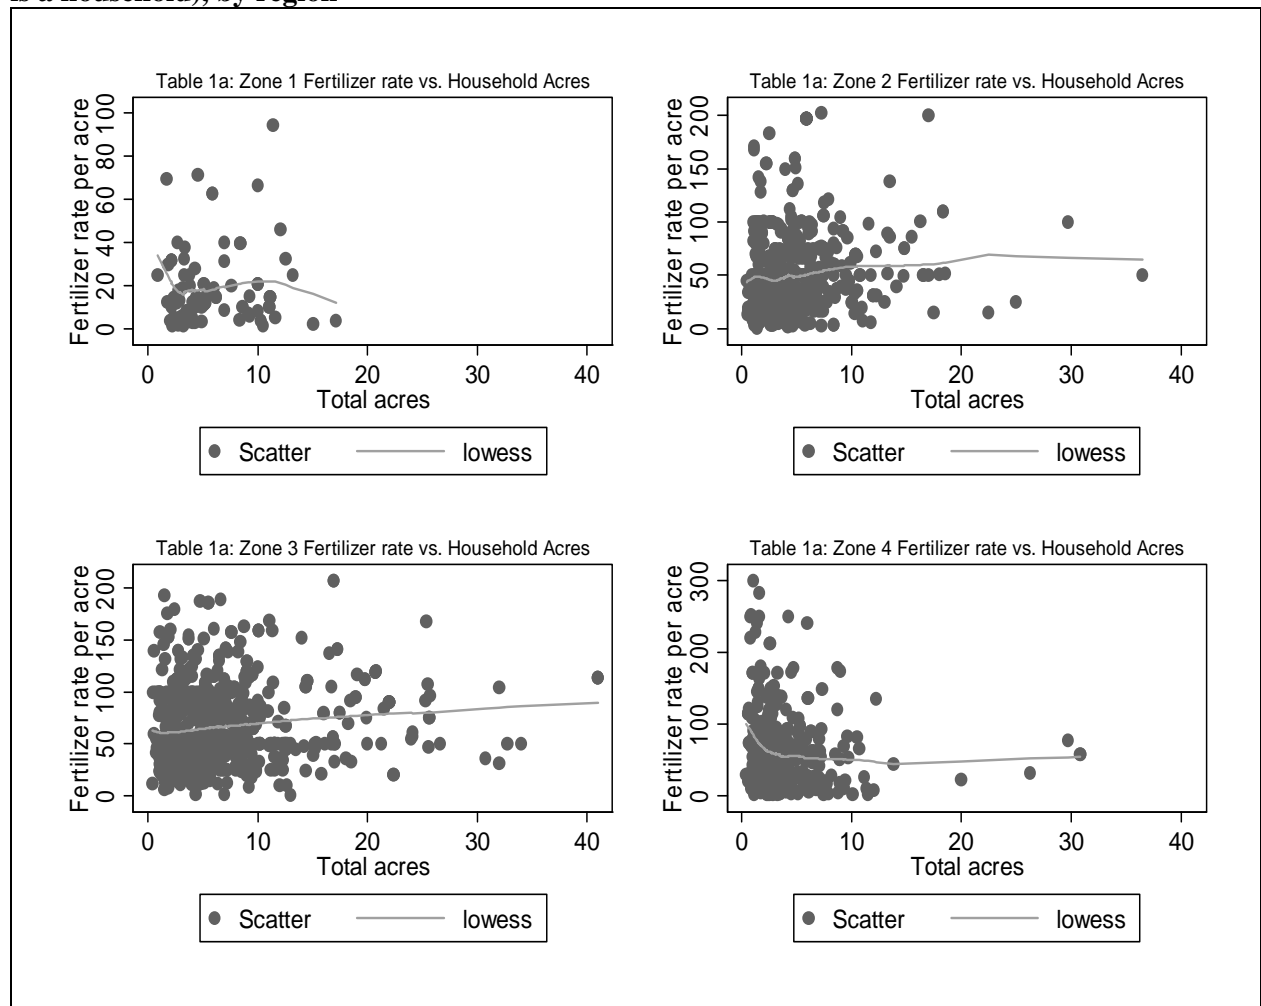 is a household), by region
Table 1a: Zone 1 Fertilizer rate vs. Household Acres
Fertilizer rate per acre
0 20 40 60 80 100
0 10 20 30 40
Total acres
Scatter lowess
Table 1a: Zone 2 Fertilizer rate vs. Household Acres
Fertilizer rate per acre
0 50 100 150 200
0 10 20 30 40
Total acres
Scatter lowess
Table 1a: Zone 3 Fertilizer rate vs. Household Acres
Fertilizer rate per acre
0 50 100 150 200
0 10 20 30 40
Total acres
Scatter lowess
Table 1a: Zone 4 Fertilizer rate vs. Household Acres
Fertilizer rate per acre
0 100 200 300
0 10 20 30 40
Total acres
Scatter lowess